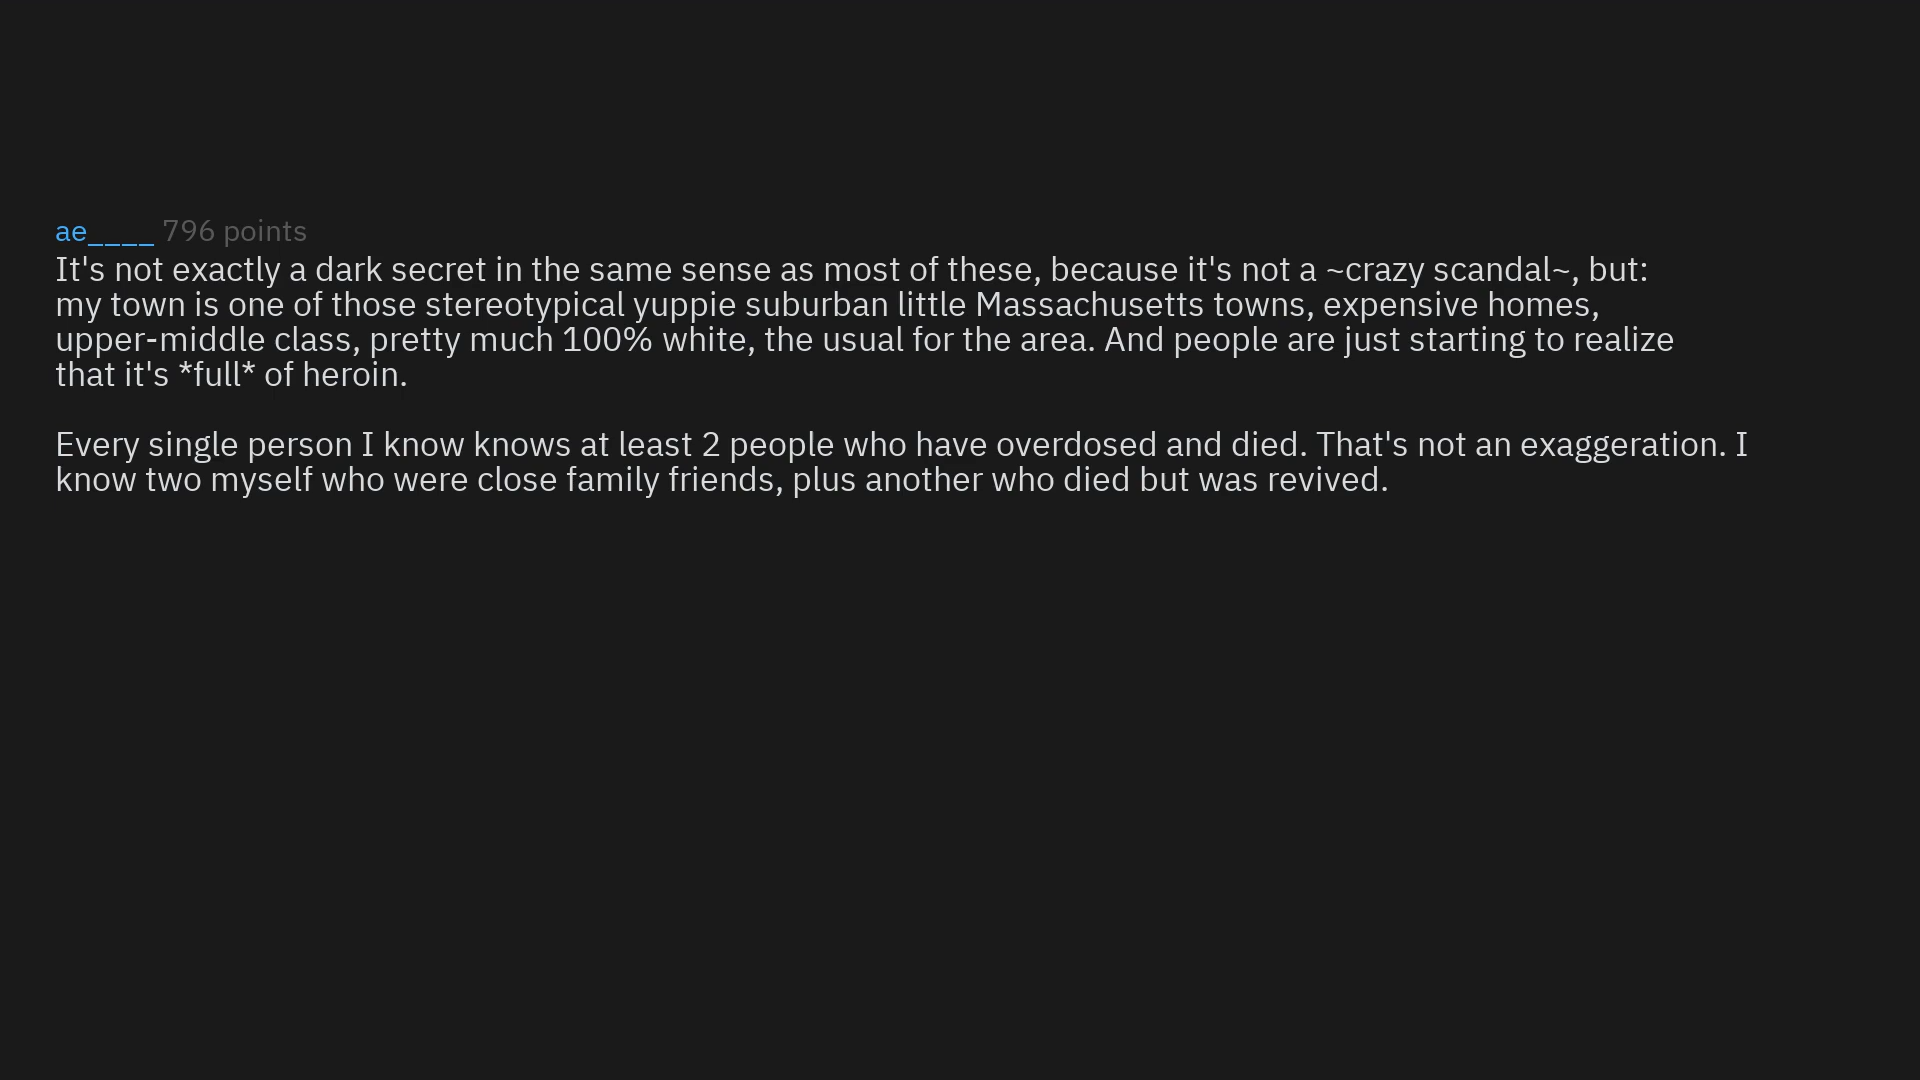 ae____ 796 points
It's not exactly a dark secret in the same sense as most of these, because it's not a ~crazy scandal~, but:
my town is one of those stereotypical yuppie suburban little Massachusetts towns, expensive homes,
upper-middle class, pretty much 100% white, the usual for the area. And people are just starting to realize
that it's *full* of heroin.
Every single person I know knows at least 2 people who have overdosed and died. That's not an exaggeration. I
know two myself who were close family friends, plus another who died but was revived.